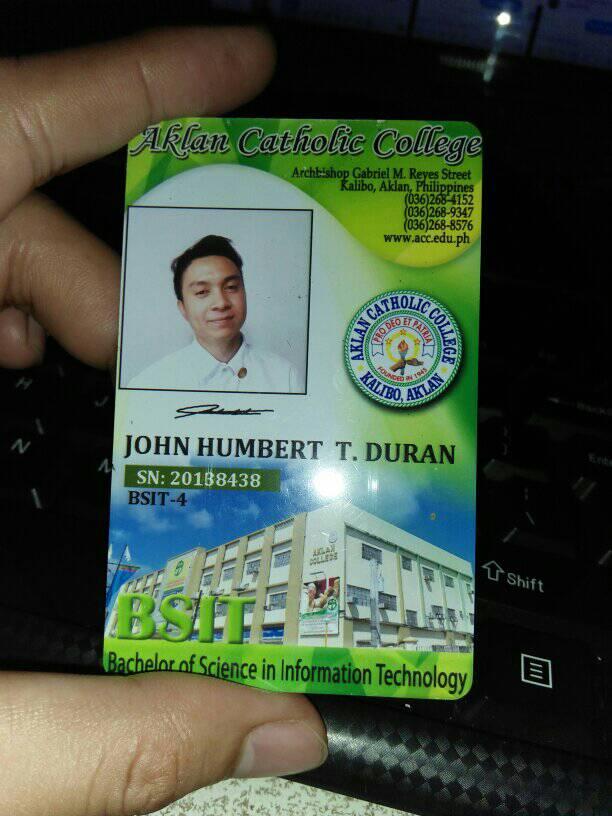 Aklan Catholic College
Archbishop Gabriel M. Reyes Street
Kalibo, Aklan, Philippines
(036)268-4152
(036)268-9347
(036)268-8576
www.acc.edu.ph
AKLAN CATHOLIC COLLEGE
PRO DEO ET PATRIA
FOUNDED IN 1945
KALIBO, AKLAN
JOHN HUMBERT T. DURAN
SN: 20138438
BSIT-4
AKLAN
COLLEGE
BSIT
Bachelor of Science in Information Technology
Shift
Enter